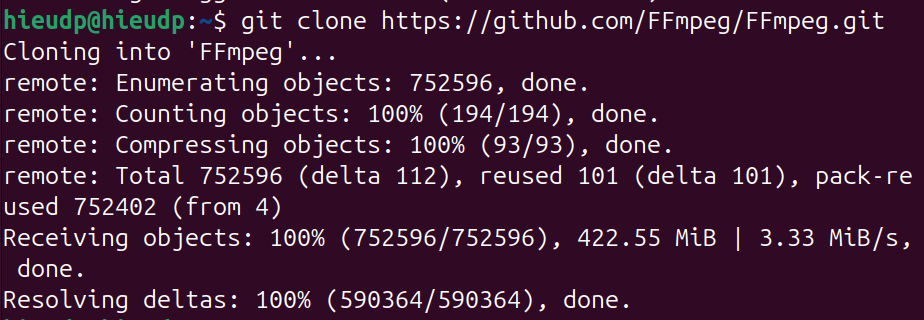 hieudp@hieudp:~$ git clone https://github.com/FFmpeg/FFmpeg.git
Cloning into 'FFmpeg'...
remote: Enumerating objects: 752596, done.
remote: Counting objects: 100% (194/194), done.
remote: Compressing objects: 100% (93/93), done.
remote: Total 752596 (delta 112), reused 101 (delta 101), pack-re
used 752402 (from 4)
Receiving objects: 100% (752596/752596), 422.55 MiB | 3.33 MiB/s,
 done.
Resolving deltas: 100% (590364/590364), done.